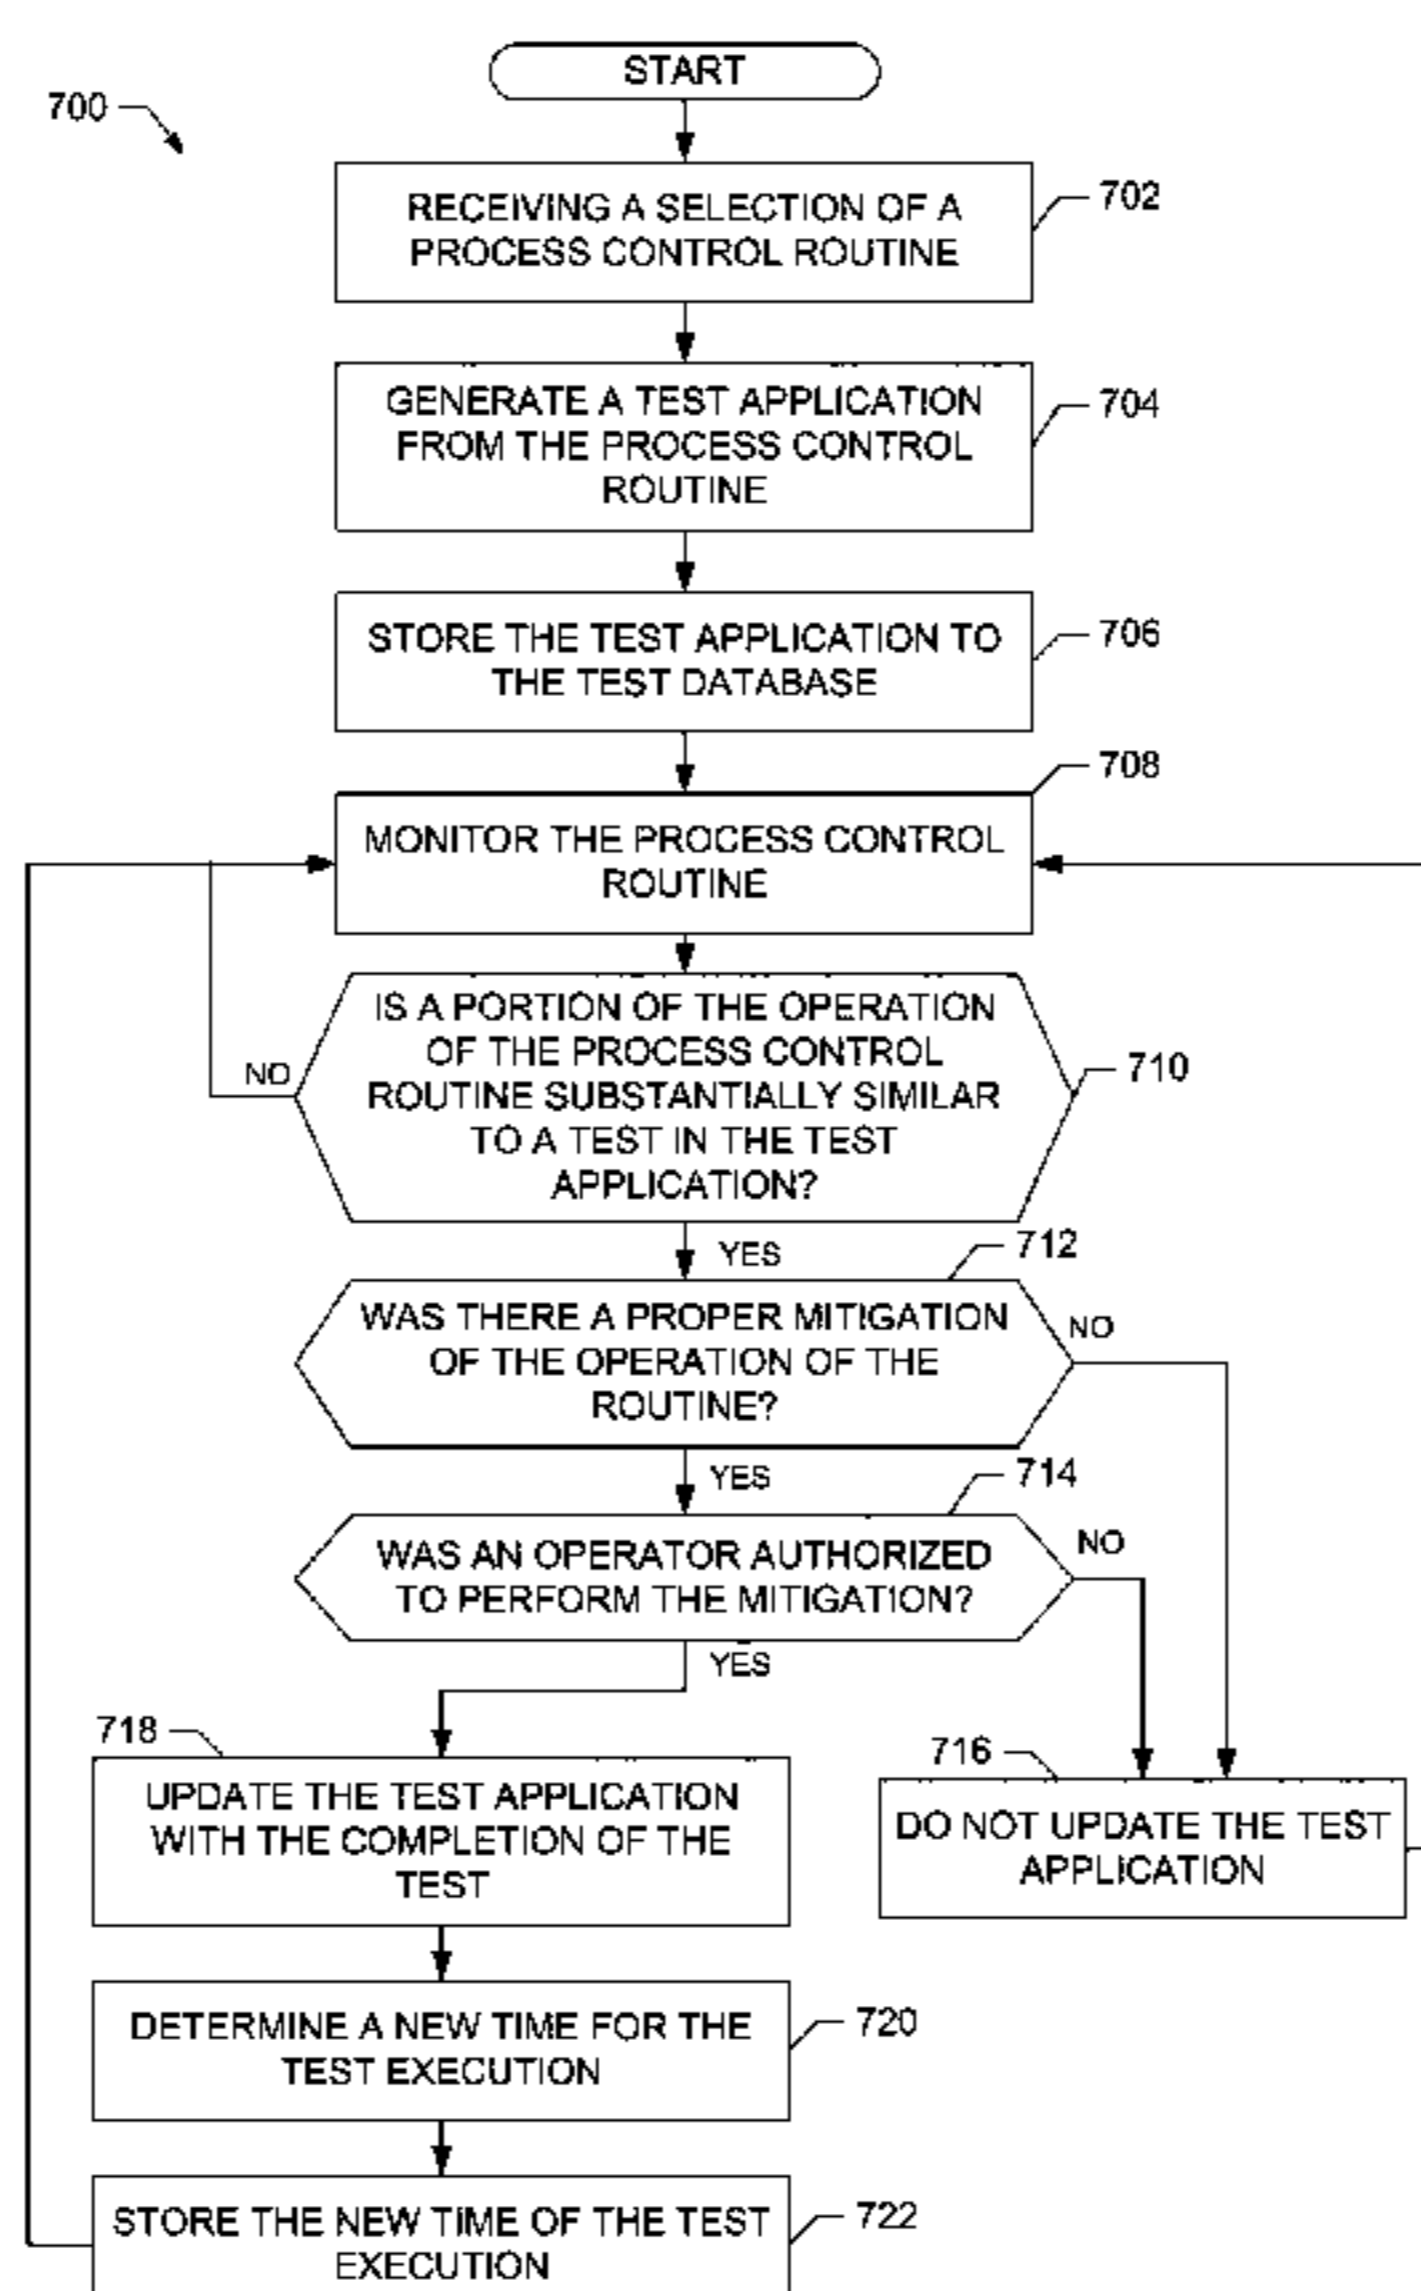 START
700
RECEIVING A SELECTION OF A
PROCESS CONTROL ROUTINE
702
GENERATE A TEST APPLICATION
FROM THE PROCESS CONTROL
ROUTINE
704
STORE THE TEST APPLICATION TO
THE TEST DATABASE
706
708
MONITOR THE PROCESS CONTROL
ROUTINE
IS A PORTION OF THE OPERATION
OF THE PROCESS CONTROL
ROUTINE SUBSTANTIALLY SIMILAR
TO A TEST IN THE TEST
APPLICATION?
NO
710
YES
712
WAS THERE A PROPER MITIGATION
OF THE OPERATION OF THE
ROUTINE?
NO
YES
714
WAS AN OPERATOR AUTHORIZED
TO PERFORM THE MITIGATION?
NO
YES
718
UPDATE THE TEST APPLICATION
WITH THE COMPLETION OF THE
TEST
716
DO NOT UPDATE THE TEST
APPLICATION
DETERMINE A NEW TIME FOR THE
TEST EXECUTION
720
STORE THE NEW TIME OF THE TEST
EXECUTION
722